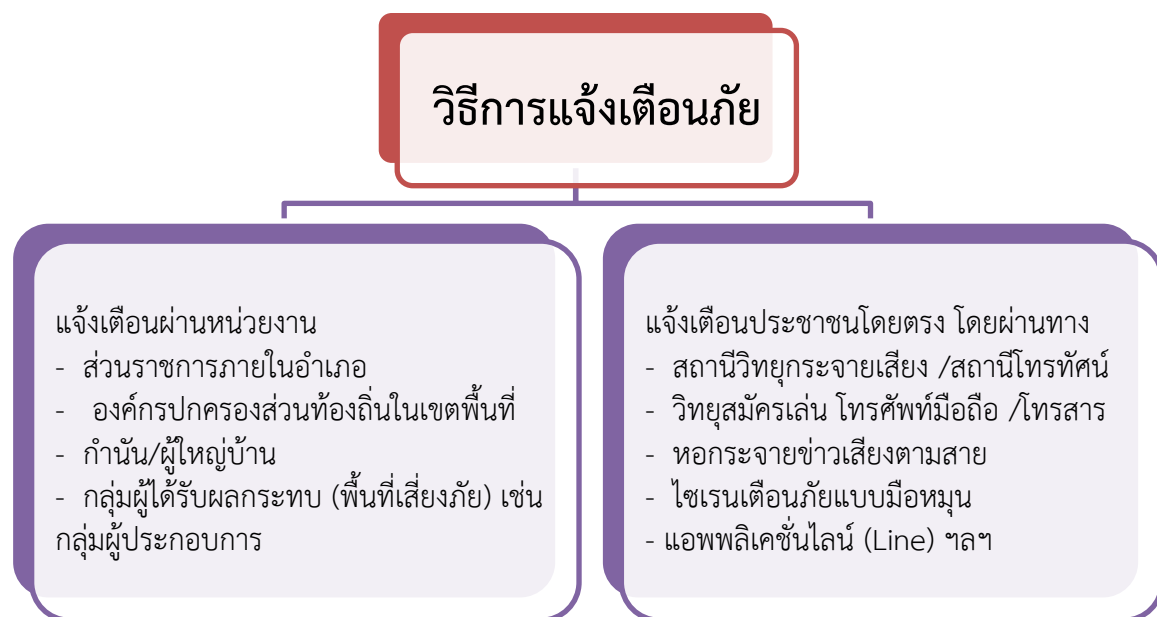 วิธีการแจ้งเตือนภัย
แจ้งเตือนผ่านหน่วยงาน
- ส่วนราชการภายในอำเภอ
- องค์กรปกครองส่วนท้องถิ่นในเขตพื้นที่
- กำนัน/ผู้ใหญ่บ้าน
- กลุ่มผู้ได้รับผลกระทบ (พื้นที่เสี่ยงภัย) เช่น
กลุ่มผู้ประกอบการ
แจ้งเตือนประชาชนโดยตรง โดยผ่านทาง
- สถานีวิทยุกระจายเสียง /สถานีโทรทัศน์
- วิทยุสมัครเล่น โทรศัพท์มือถือ /โทรสาร
- หอกระจายข่าวเสียงตามสาย
- ไซเรนเตือนภัยแบบมือหมุน
- แอพพลิเคชั่นไลน์ (Line) ฯลฯ